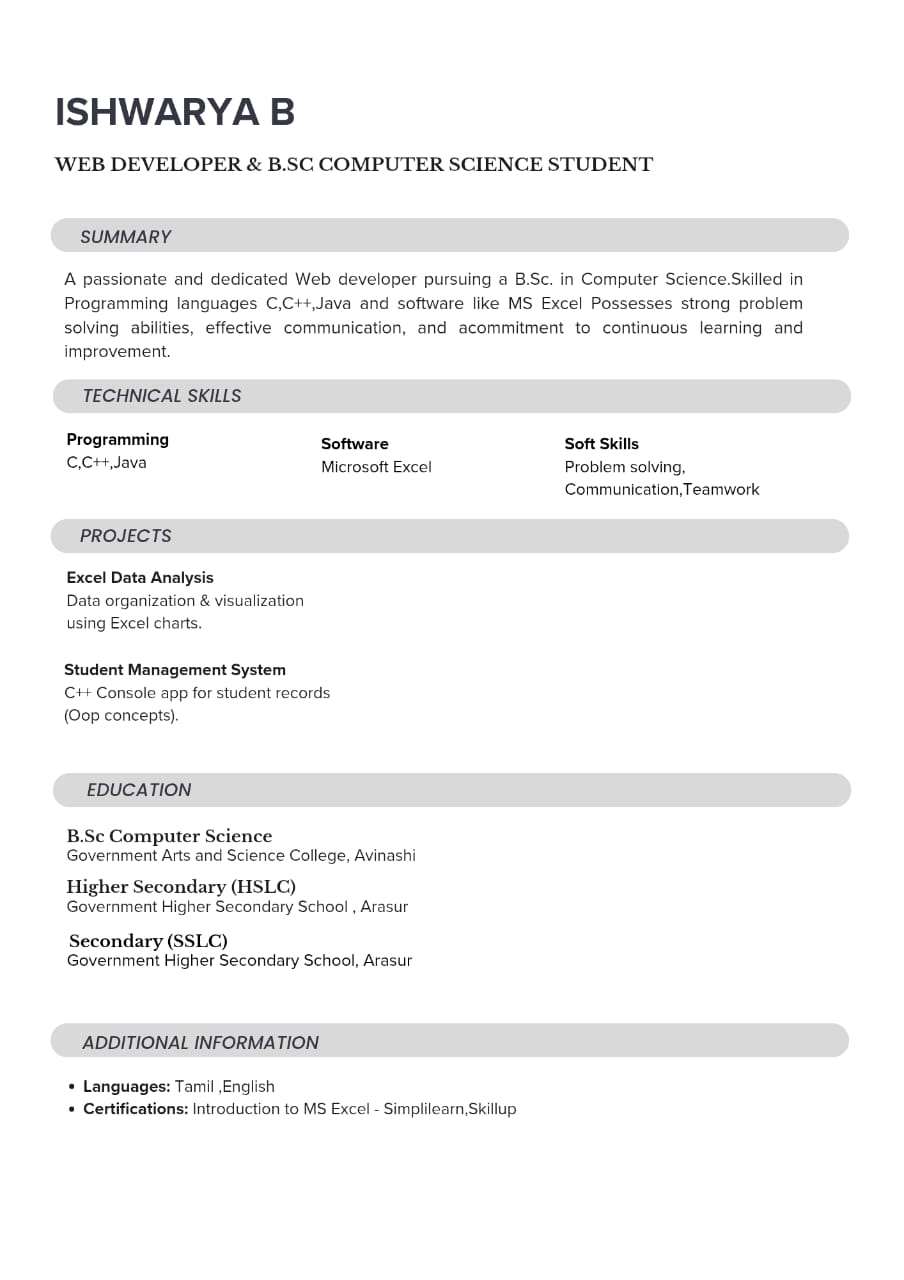 ISHWARYA B
WEB DEVELOPER & B.SC COMPUTER SCIENCE STUDENT
SUMMARY
A passionate and dedicated Web developer pursuing a B.Sc. in Computer Science.Skilled in
Programming languages C,C++,Java and software like MS Excel Possesses strong problem
solving abilities, effective communication, and acommitment to continuous learning and
improvement.
TECHNICAL SKILLS
Programming
C,C++,Java
Software
Microsoft Excel
Soft Skills
Problem solving,
Communication,Teamwork
PROJECTS
Excel Data Analysis
Data organization & visualization
using Excel charts.
Student Management System
C++ Console app for student records
(Oop concepts).
EDUCATION
B.Sc Computer Science
Government Arts and Science College, Avinashi
Higher Secondary (HSLC)
Government Higher Secondary School , Arasur
Secondary (SSLC)
Government Higher Secondary School, Arasur
ADDITIONAL INFORMATION
• Languages: Tamil ,English
• Certifications: Introduction to MS Excel - Simplilearn,Skillup